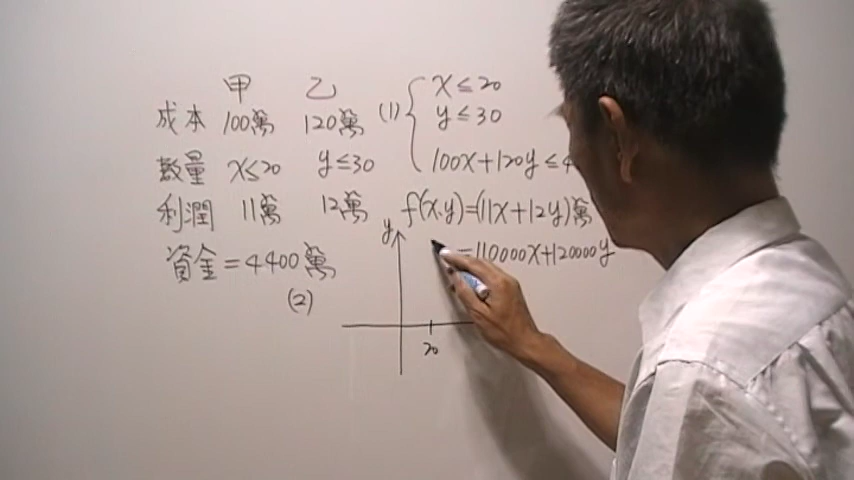 甲 乙
成本 100萬 120萬
數量 x≤20 y≤30
利潤 11萬 12萬
資金=4400萬
(1) x≤20
y≤30
100x+120y≤4
f(x,y)=(11x+12y)萬
=110000x+120000y
(2)
y
20